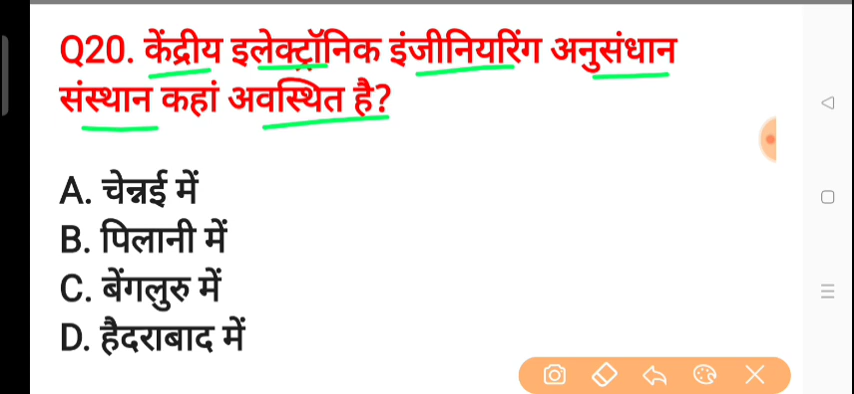 Q20. केंद्रीय इलेक्ट्रॉनिक इंजीनियरिंग अनुसंधान
संस्थान कहां अवस्थित है?
A. चेन्नई में
B. पिलानी में
C. बेंगलुरु में
D. हैदराबाद में